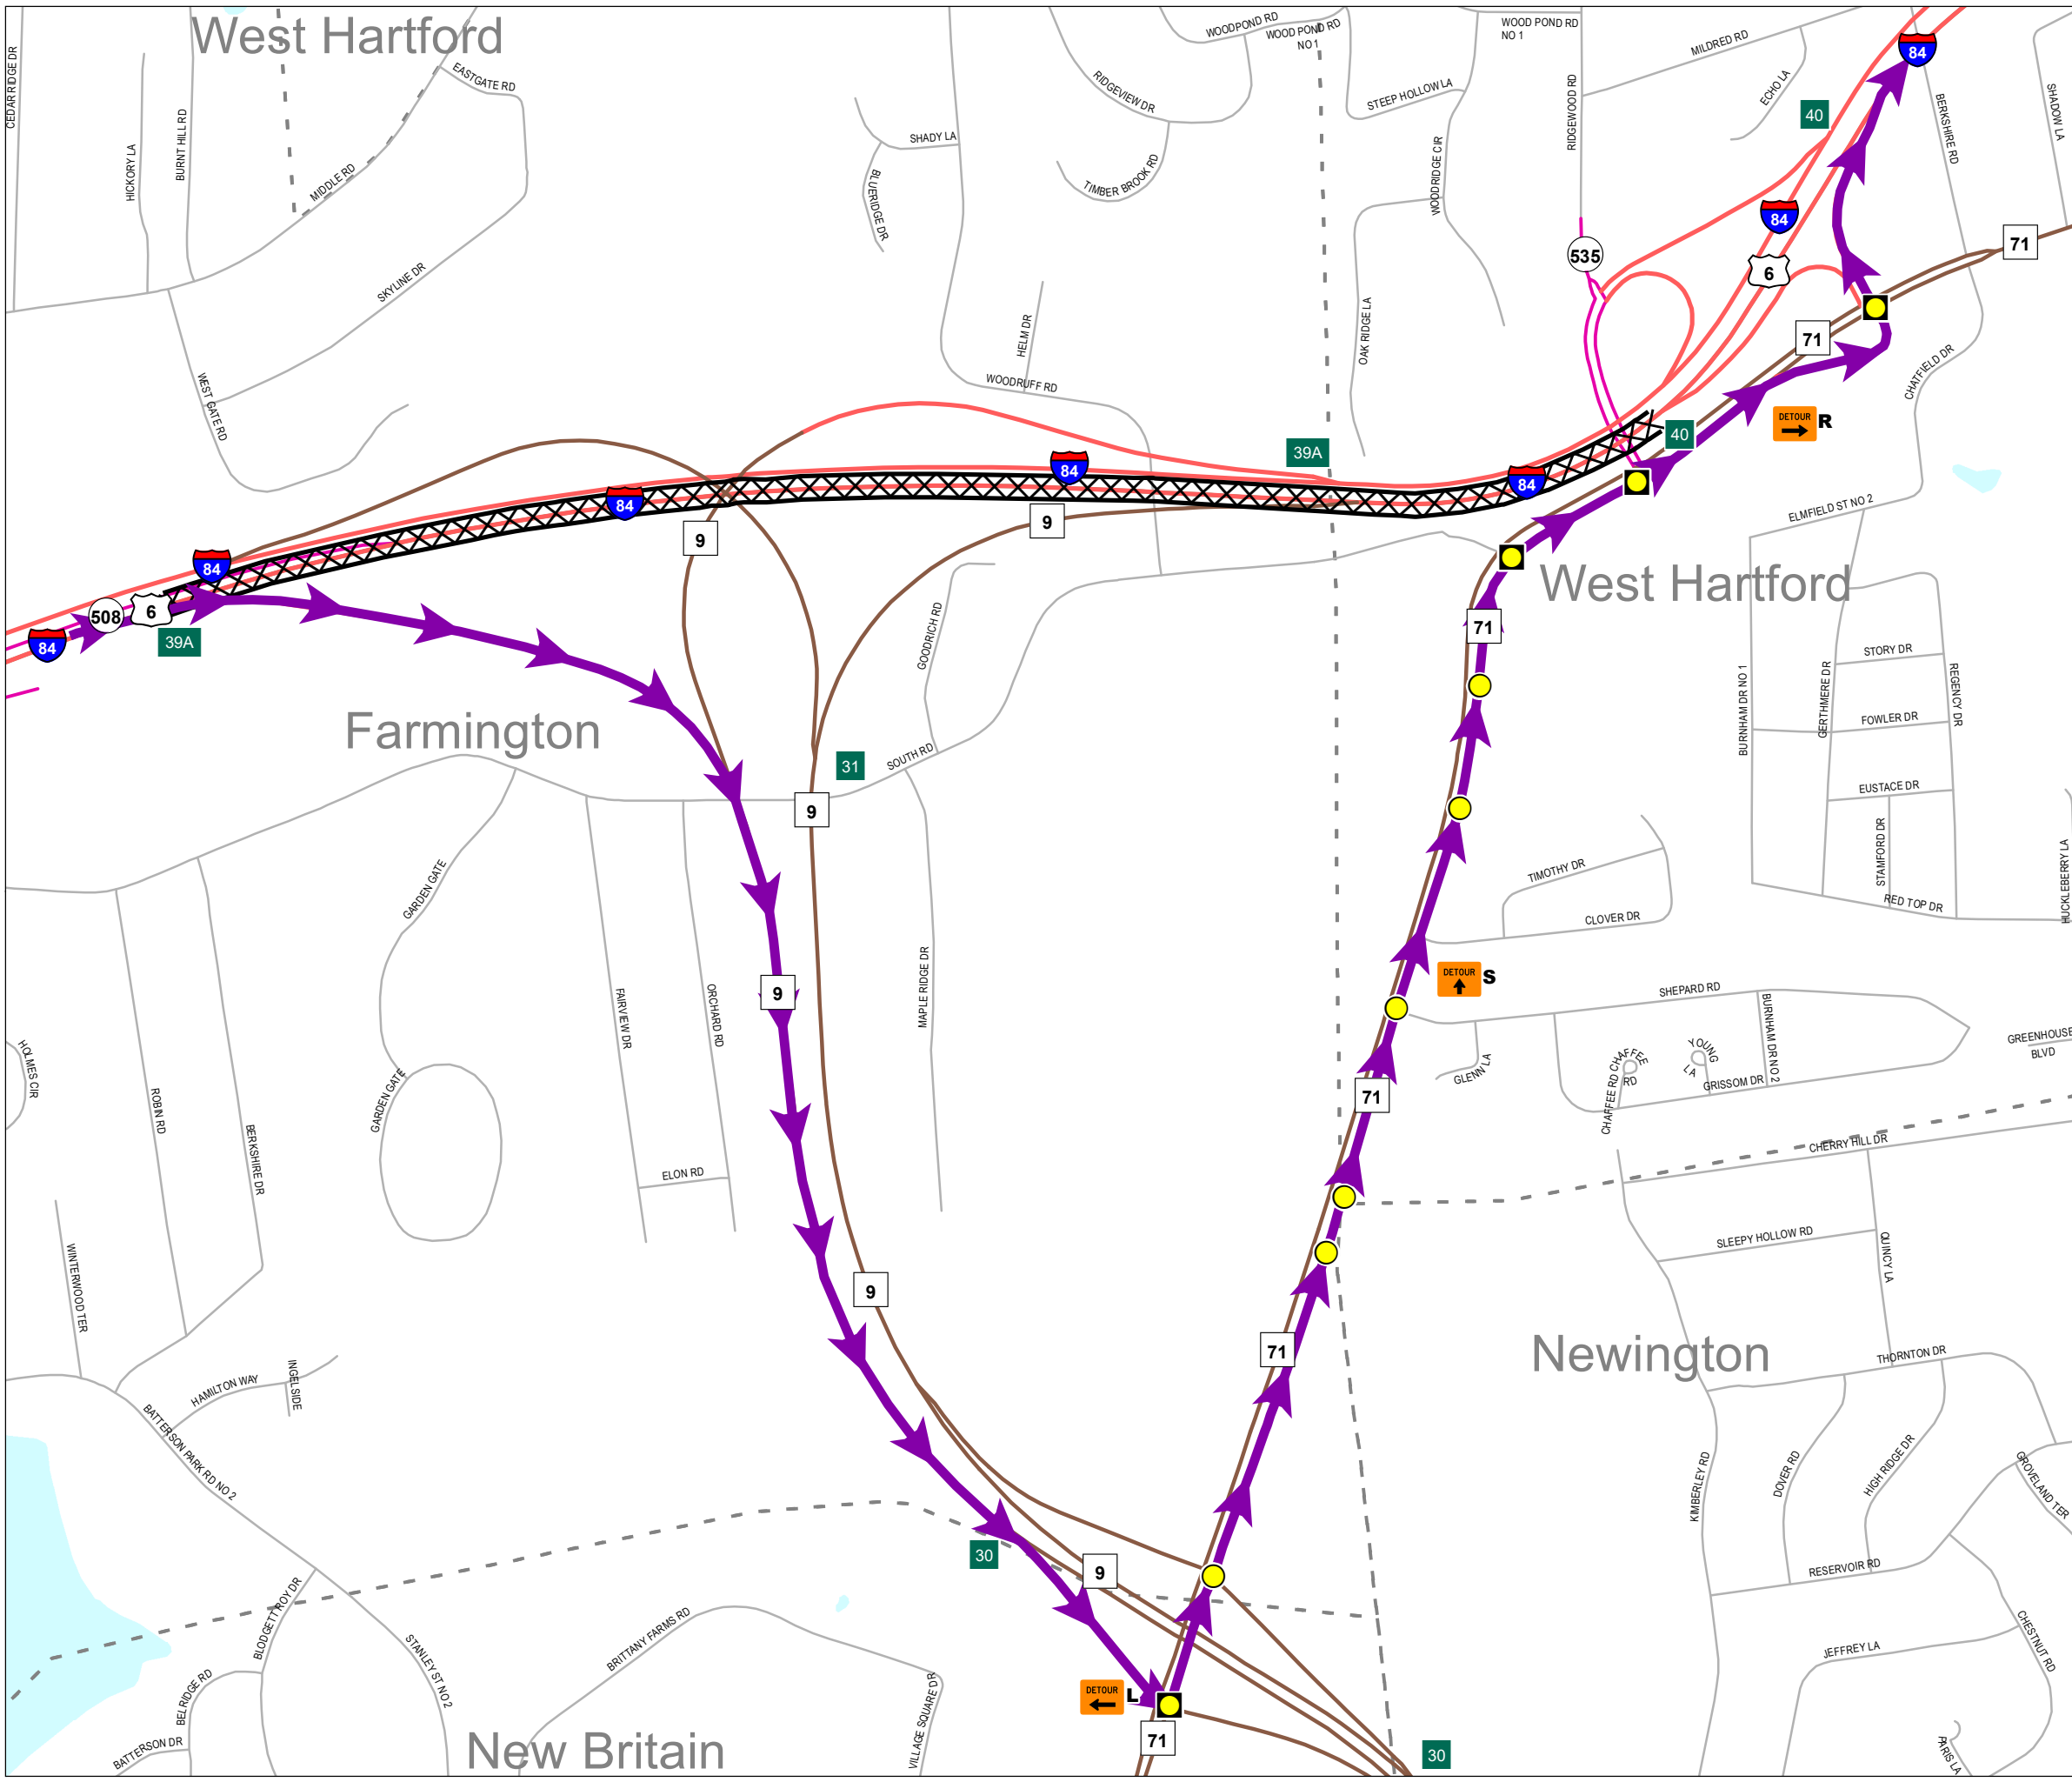 West Hartford
CEDAR RIDGE DR
HICKORY LA
BURNT HILL RD
EASTGATE RD
MIDDLE RD
SKYLINE DR
WEST GATE RD
SHADY LA
BLUERIDGE DR
RIDGEVIEW DR
TIMBER BROOK RD
WOODPOND RD
WOOD POND RD
NO 1
WOOD POND RD
NO 1
STEEP HOLLOW LA
WOODRIDGE CIR
RIDGEWOOD RD
MILDRED RD
ECHO LA
BERKSHIRE RD
SHADOW LA
84
40
84
6
535
71
71
HELM DR
WOODRUFF RD
OAK RIDGE LA
CHATFIELD DR
DETOUR
R
40
39A
84
84
84
84
9
9
508
6
84
39A
ELMFIELD ST NO 2
West Hartford
71
GOODRICH RD
SOUTH RD
Farmington
31
9
BURNHAM DR NO 1
GERTHMERE DR
STORY DR
REGENCY DR
FOWLER DR
EUSTACE DR
STAMFORD DR
RED TOP DR
HUCKLEBERRY LA
TIMOTHY DR
CLOVER DR
GARDEN GATE
FAIRVIEW DR
ORCHARD RD
MAPLE RIDGE DR
9
DETOUR
S
SHEPARD RD
BURNHAM DR NO 2
GREENHOUSE
BLVD
GLENN LA
CHAFFEE RD
CHAFFEE
RD
YOUNG
LA
GRISSOM DR
CHERRY HILL DR
71
HOLMES CIR
ROBIN RD
BERKSHIRE DR
GARDEN GATE
ELON RD
WINTERWOOD TER
SLEEPY HOLLOW RD
QUINCY LA
9
71
Newington
THORNTON DR
HAMILTON WAY
INGELSIDE
BATTERSON PARK RD NO 2
KIMBERLEY RD
DOVER RD
HIGH RIDGE DR
GROVELAND TER
RESERVOIR RD
30
9
BLODGETT ROY DR
STANLEY ST NO 2
BRITTANY FARMS RD
VILLAGE SQUARE DR
BELRIDGE RD
BATTERSON DR
New Britain
DETOUR
L
71
30
JEFFREY LA
CHESTNUT RD
PARIS LA